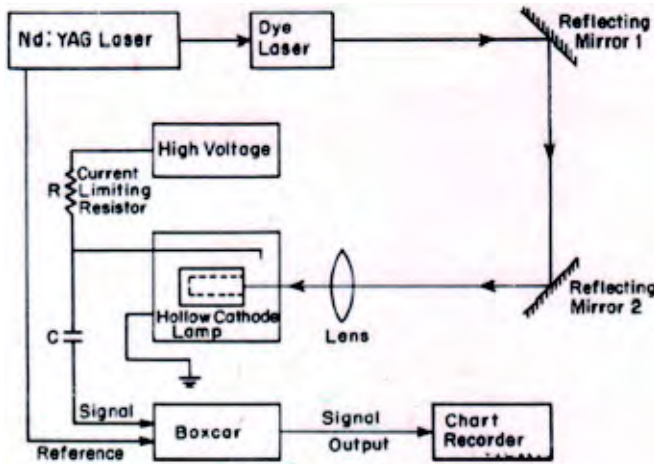 Nd:YAG Laser
Dye
Laser
Reflecting
Mirror 1
High Voltage
R
Current
Limiting
Resistor
Hollow Cathode
Lamp
Lens
Reflecting
Mirror 2
C
Signal
Reference
Boxcar
Signal
Output
Chart
Recorder